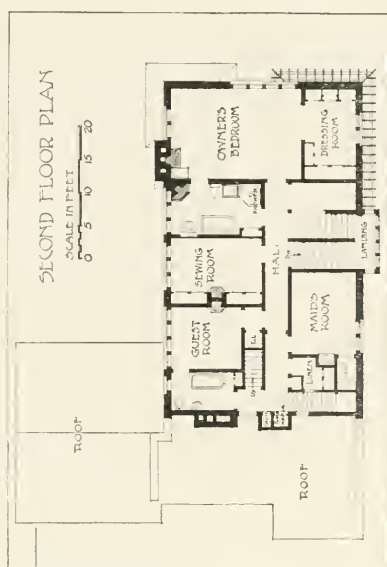 SECOND FLOOR PLAN
SCALE IN FEET
0 5 10 15 20
OWNERS
BEDROOM
DRESSING
ROOM
SEWING
ROOM
HALL
LANDING
GUEST
ROOM
MAIDS
ROOM
LINEN
ROOF
ROOF